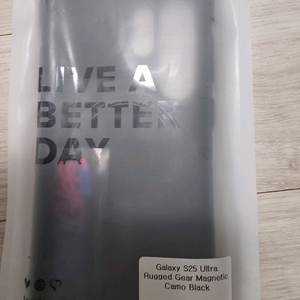 LIVE A
BETTER
DAY
Galaxy S25 Ultra
Rugged Gear Magnetic
Camo Black